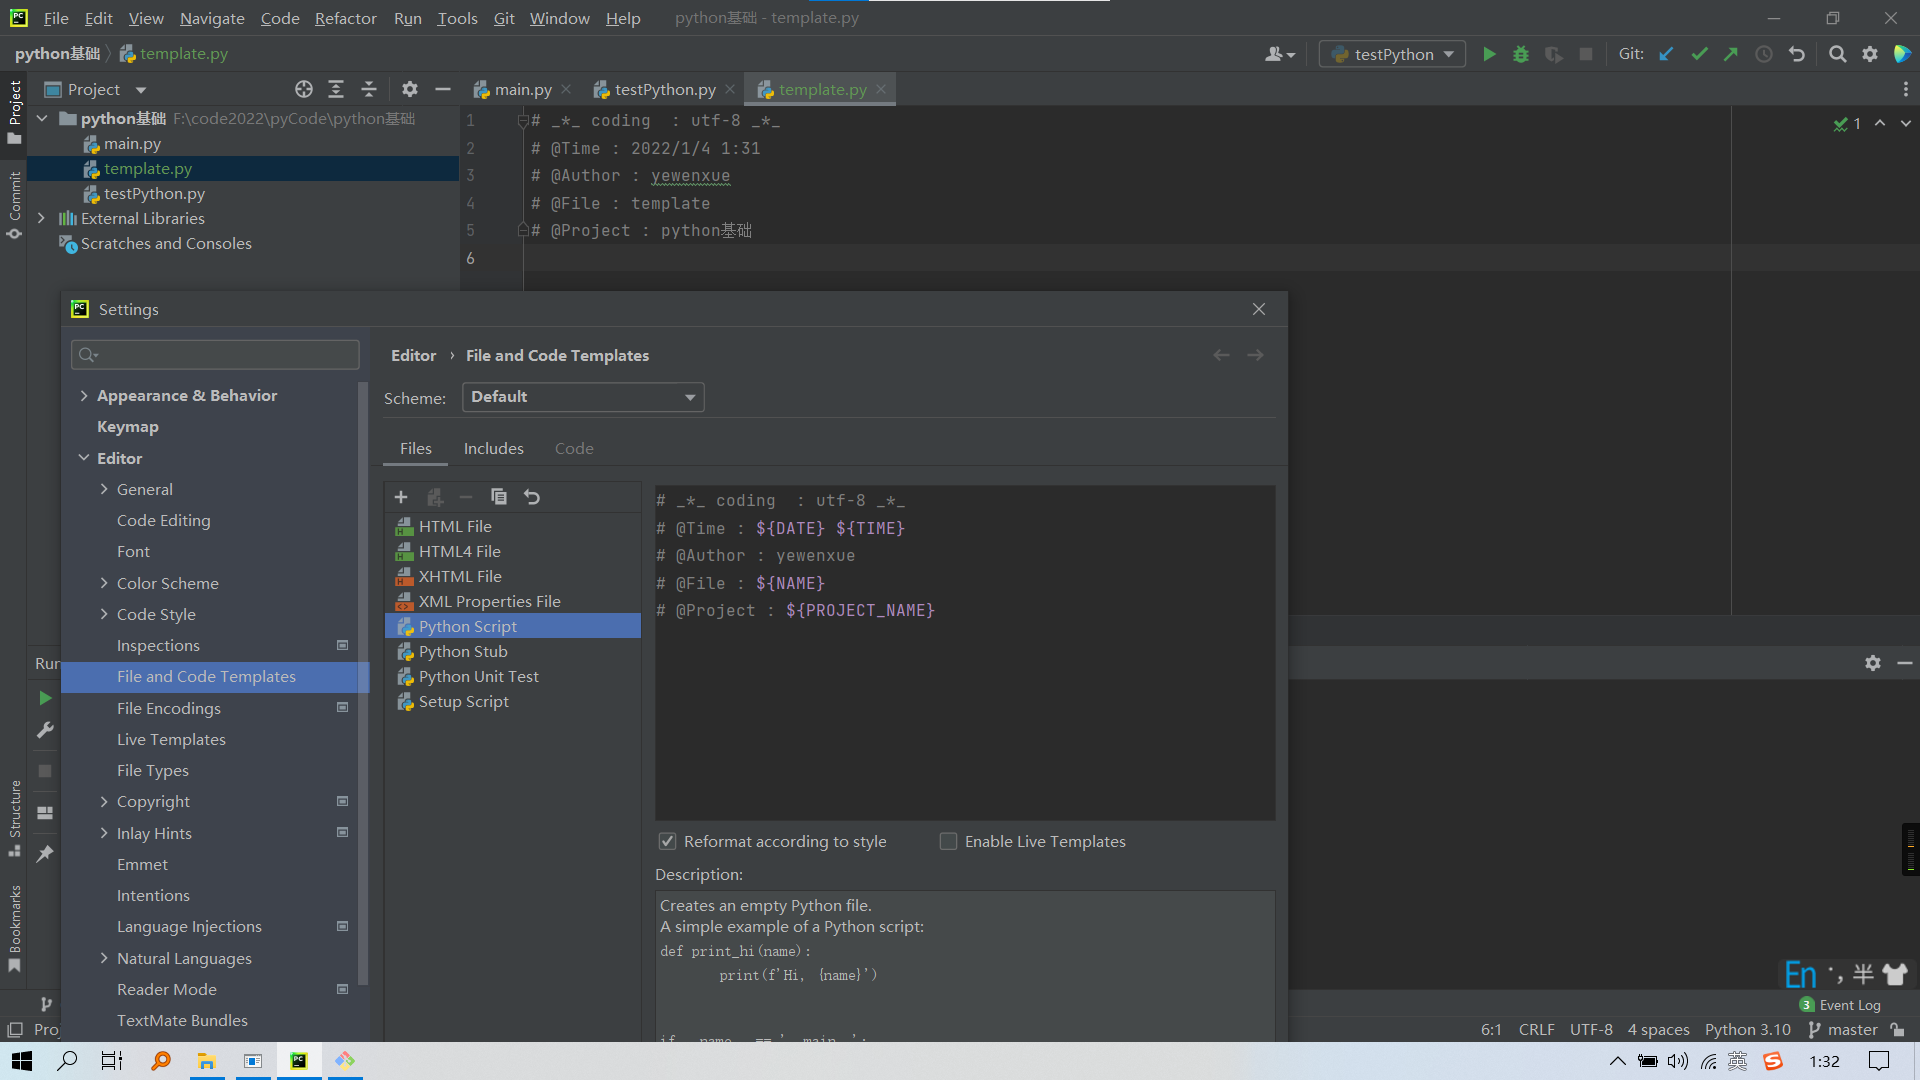 File Edit View Navigate Code Refactor Run Tools Git Window Help python基础 - template.py
python基础 template.py testPython Git:
Project main.py testPython.py template.py
Project
Commit
Structure
Bookmarks
python基础 F:\code2022\pyCode\python基础
main.py
template.py
testPython.py
External Libraries
Scratches and Consoles
1 # _*_ coding  : utf-8 _*_
2 # @Time : 2022/1/4 1:31
3 # @Author : yewenxue
4 # @File : template
5 # @Project : python基础
6
1
Settings
Appearance & Behavior
Keymap
Editor
General
Code Editing
Font
Color Scheme
Code Style
Inspections
File and Code Templates
File Encodings
Live Templates
File Types
Copyright
Inlay Hints
Emmet
Intentions
Language Injections
Natural Languages
Reader Mode
TextMate Bundles
Editor › File and Code Templates
Scheme: Default
Files Includes Code
HTML File
HTML4 File
XHTML File
XML Properties File
Python Script
Python Stub
Python Unit Test
Setup Script
# _*_ coding  : utf-8 _*_
# @Time : ${DATE} ${TIME}
# @Author : yewenxue
# @File : ${NAME}
# @Project : ${PROJECT_NAME}
Reformat according to style Enable Live Templates
Description:
Creates an empty Python file.
A simple example of a Python script:
def print_hi(name):
print(f'Hi, {name}')
Run
En 半
3 Event Log
6:1 CRLF UTF-8 4 spaces Python 3.10 master
英 1:32